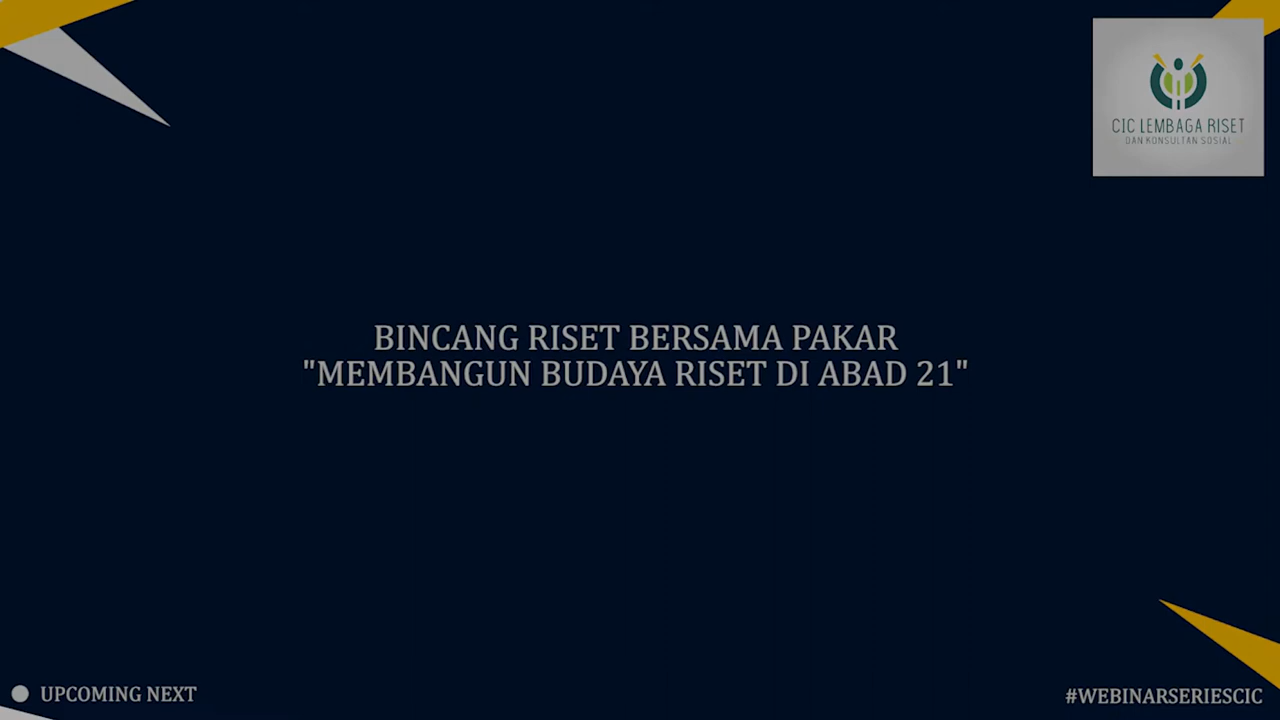 CIC LEMBAGA RISET
DAN KONSULTAN SOSIAL
BINCANG RISET BERSAMA PAKAR
"MEMBANGUN BUDAYA RISET DI ABAD 21"
UPCOMING NEXT
#WEBINARSERIESCIC